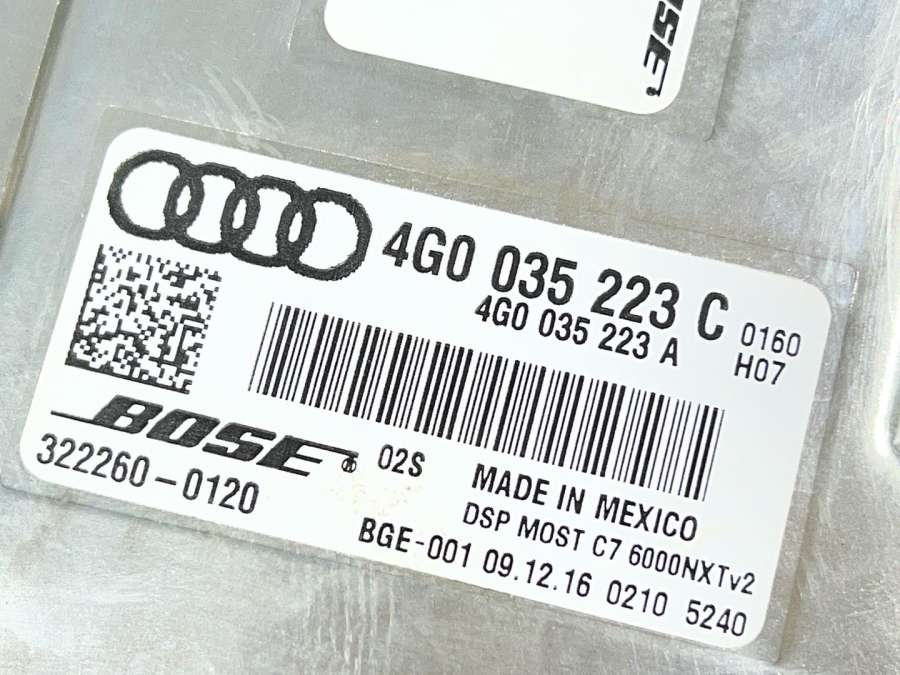 BOSE
4G0 035 223 C 0160
4G0 035 223 A H07
BOSE® 02S
322260-0120
MADE IN MEXICO
DSP MOST C7 6000NXTv2
BGE-001 09.12.16 0210 5240